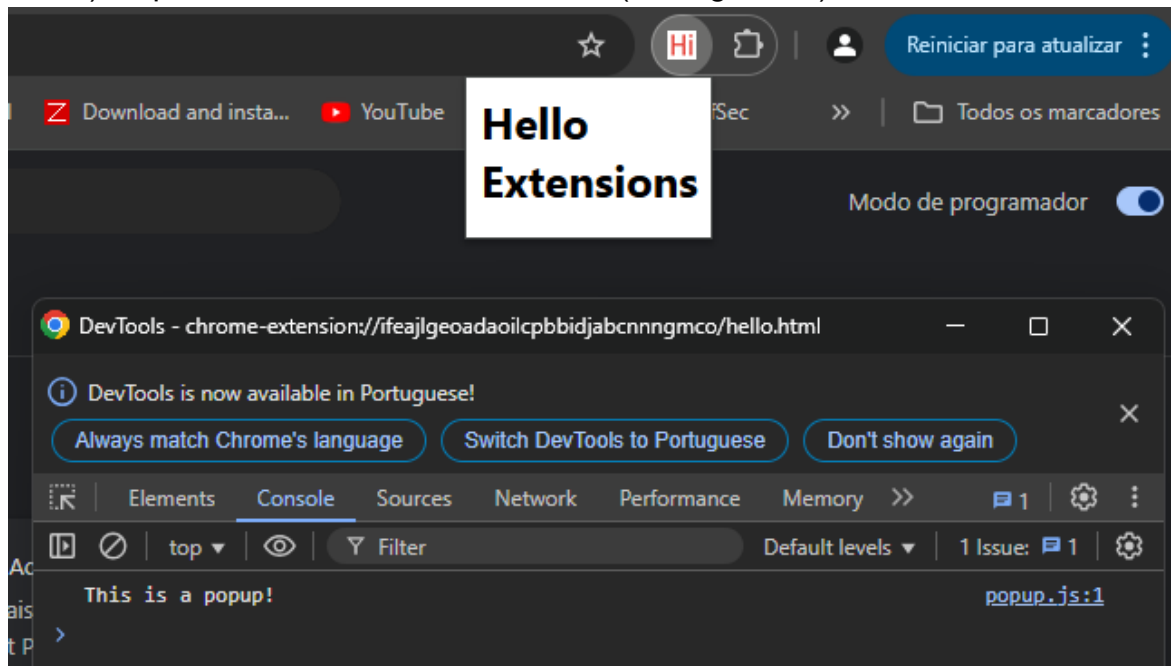 Hi
Reiniciar para atualizar
Download and insta... YouTube fSec » Todos os marcadores
Hello
Extensions
Modo de programador
DevTools - chrome-extension://ifeajlgeoadaoilcpbbidjabcnnngmco/hello.html
DevTools is now available in Portuguese!
Always match Chrome's language Switch DevTools to Portuguese Don't show again
Elements Console Sources Network Performance Memory » 1
top Filter Default levels 1 Issue: 1
This is a popup! popup.js:1
>